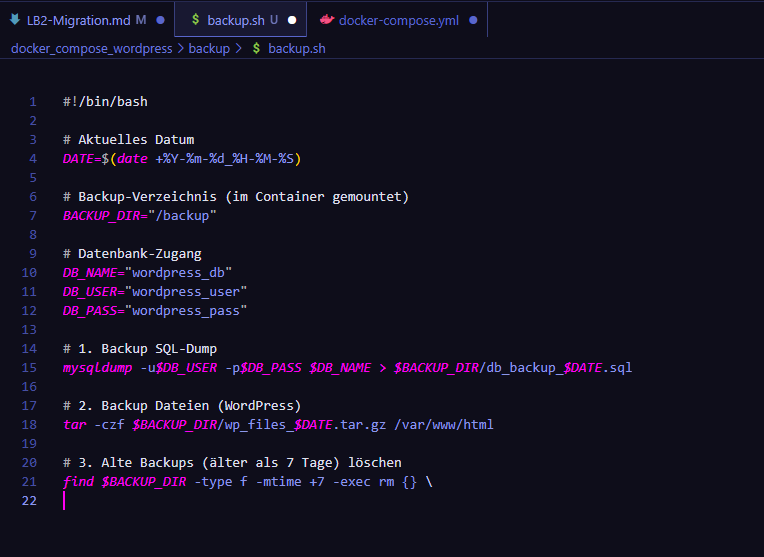 LB2-Migration.md M
backup.sh U
docker-compose.yml
docker_compose_wordpress > backup > $ backup.sh
1 #!/bin/bash
2
3 # Aktuelles Datum
4 DATE=$(date +%Y-%m-%d_%H-%M-%S)
5
6 # Backup-Verzeichnis (im Container gemountet)
7 BACKUP_DIR="/backup"
8
9 # Datenbank-Zugang
10 DB_NAME="wordpress_db"
11 DB_USER="wordpress_user"
12 DB_PASS="wordpress_pass"
13
14 # 1. Backup SQL-Dump
15 mysqldump -u$DB_USER -p$DB_PASS $DB_NAME > $BACKUP_DIR/db_backup_$DATE.sql
16
17 # 2. Backup Dateien (WordPress)
18 tar -czf $BACKUP_DIR/wp_files_$DATE.tar.gz /var/www/html
19
20 # 3. Alte Backups (älter als 7 Tage) löschen
21 find $BACKUP_DIR -type f -mtime +7 -exec rm {} \
22